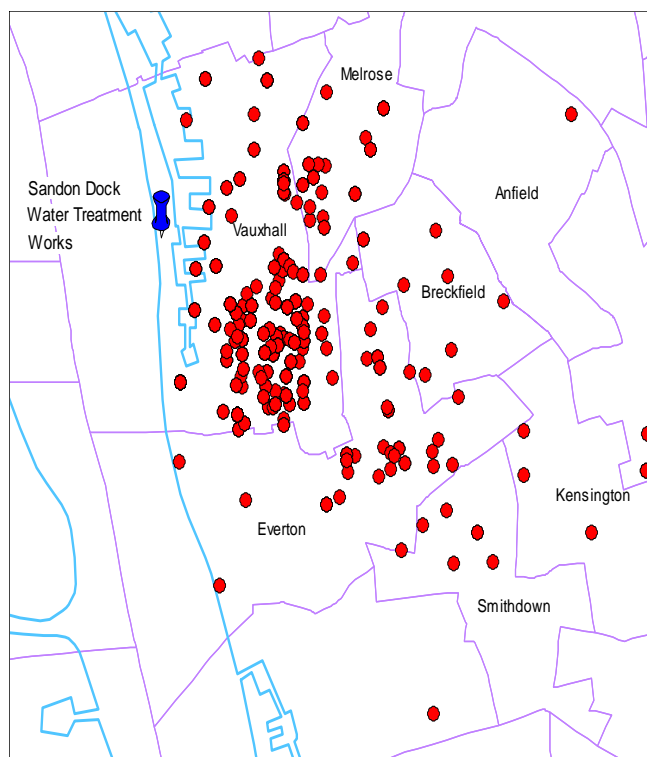 Melrose
Sandon Dock
Water Treatment
Works
Anfield
Vauxhall
Breckfield
Kensington
Everton
Smithdown